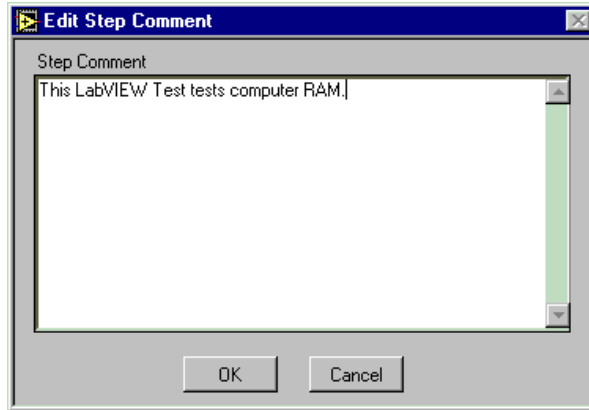 Edit Step Comment
Step Comment
This LabVIEW Test tests computer RAM.
OK Cancel